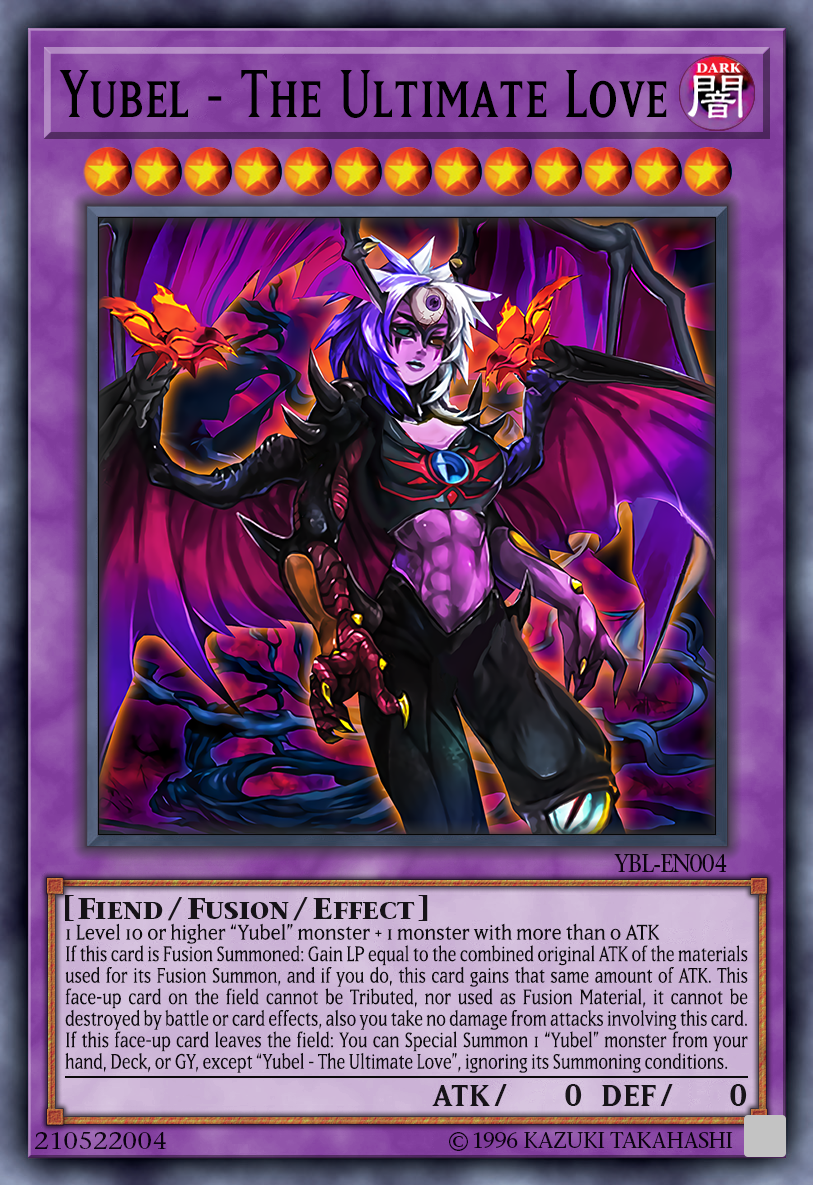 Yubel - The Ultimate Love
DARK
闇
YBL-EN004
[Fiend/Fusion/Effect]
1 Level 10 or higher “Yubel” monster + 1 monster with more than 0 ATK
If this card is Fusion Summoned: Gain LP equal to the combined original ATK of the materials
used for its Fusion Summon, and if you do, this card gains that same amount of ATK. This
face-up card on the field cannot be Tributed, nor used as Fusion Material, it cannot be
destroyed by battle or card effects, also you take no damage from attacks involving this card.
If this face-up card leaves the field: You can Special Summon 1 “Yubel” monster from your
hand, Deck, or GY, except “Yubel - The Ultimate Love”, ignoring its Summoning conditions.
ATK/ 0 DEF/ 0
210522004 © 1996 KAZUKI TAKAHASHI